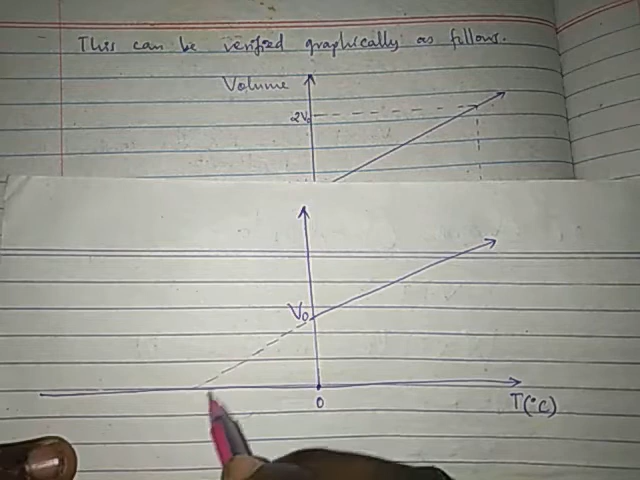 This can be verified graphically as follows.
Volume
2V₀
V₀
0
T(°C)